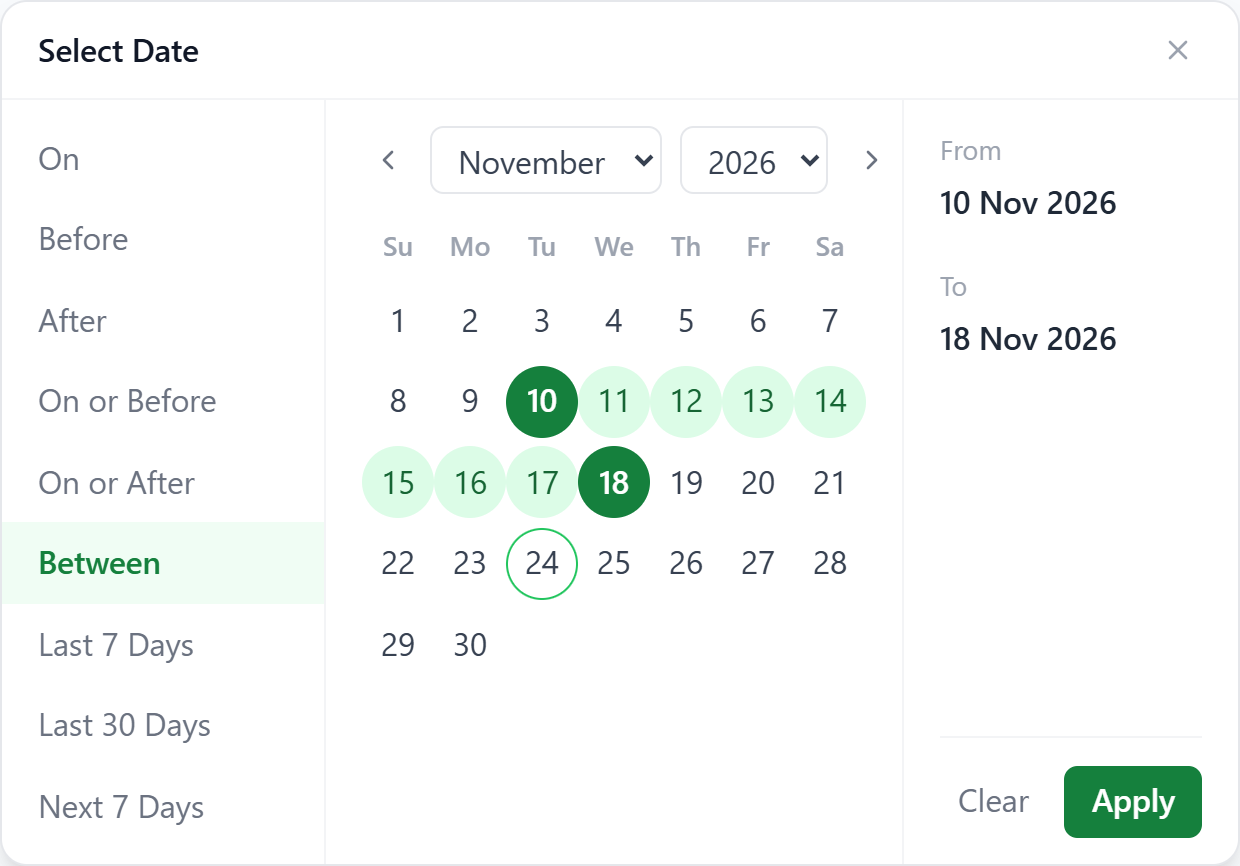 Select Date
On
Before
After
On or Before
On or After
Between
Last 7 Days
Last 30 Days
Next 7 Days
November 2026
Su Mo Tu We Th Fr Sa
1 2 3 4 5 6 7
8 9 10 11 12 13 14
15 16 17 18 19 20 21
22 23 24 25 26 27 28
29 30
From
10 Nov 2026
To
18 Nov 2026
Clear Apply